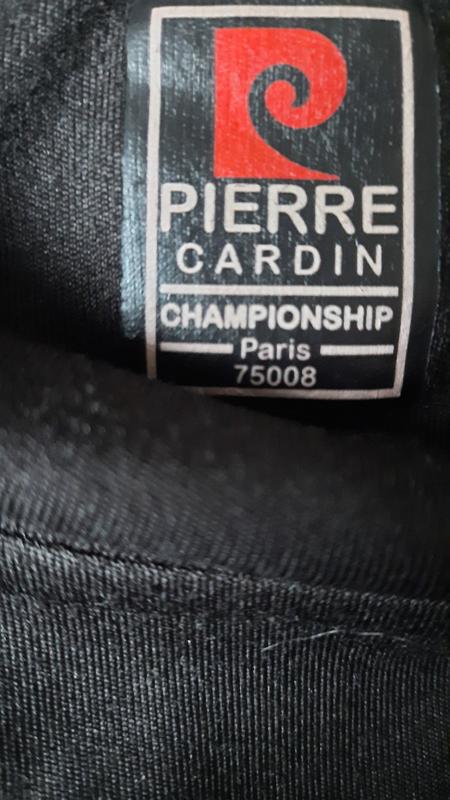 PIERRE
CARDIN
CHAMPIONSHIP
Paris
75008